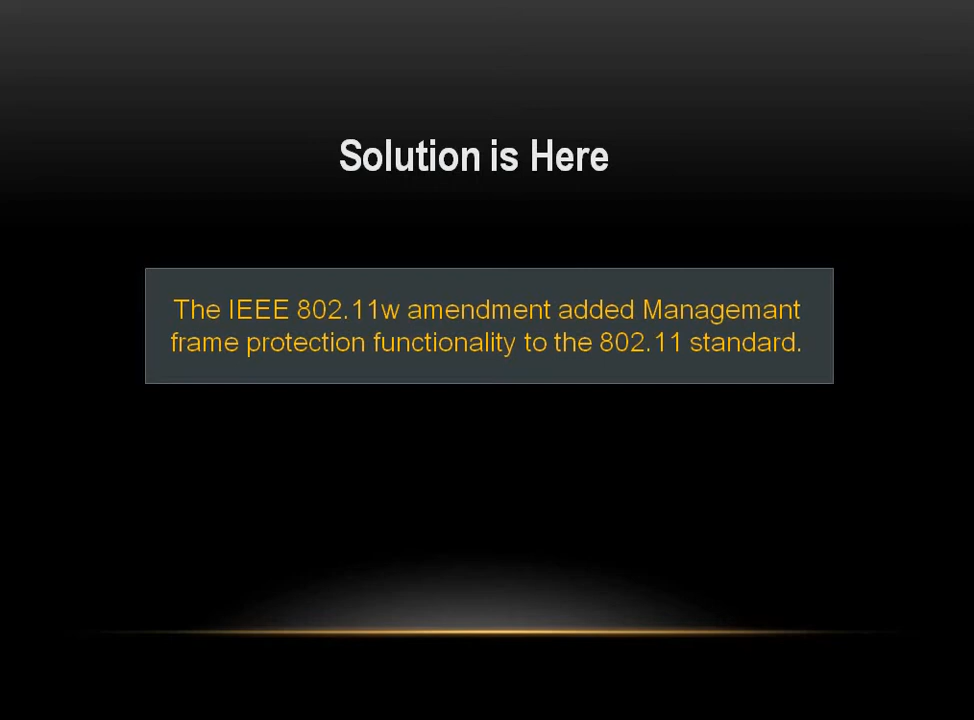 Solution is Here
The IEEE 802.11w amendment added Managemant
frame protection functionality to the 802.11 standard.